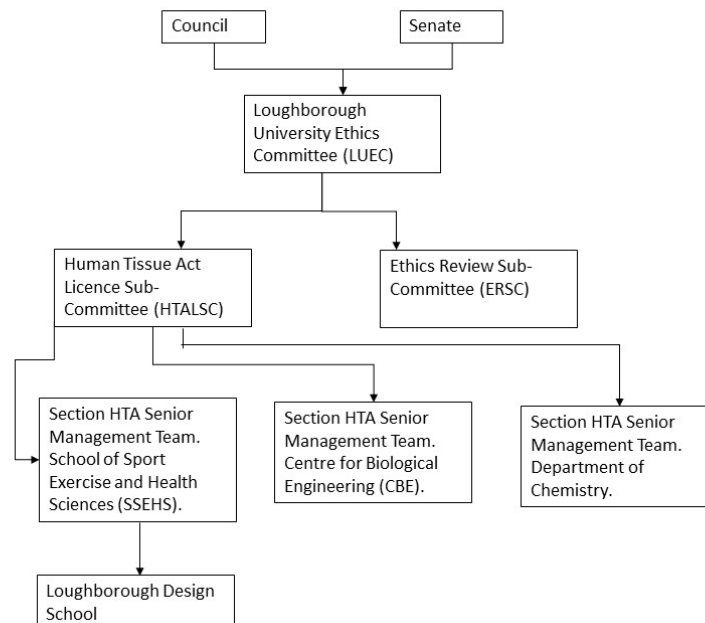 Council
Senate
Loughborough
University Ethics
Committee (LUEC)
Human Tissue Act
Licence Sub-
Committee (HTALSC)
Ethics Review Sub-
Committee (ERSC)
Section HTA Senior
Management Team.
School of Sport
Exercise and Health
Sciences (SSEHS).
Section HTA Senior
Management Team.
Centre for Biological
Engineering (CBE).
Section HTA Senior
Management Team.
Department of
Chemistry.
Loughborough Design
School